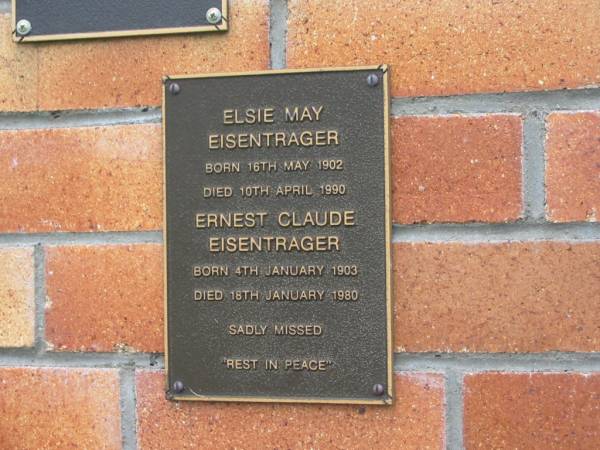 ELSIE MAY
EISENTRAGER
BORN 16TH MAY 1902
DIED 10TH APRIL 1990
ERNEST CLAUDE
EISENTRAGER
BORN 4TH JANUARY 1903
DIED 18TH JANUARY 1980
SADLY MISSED
"REST IN PEACE"